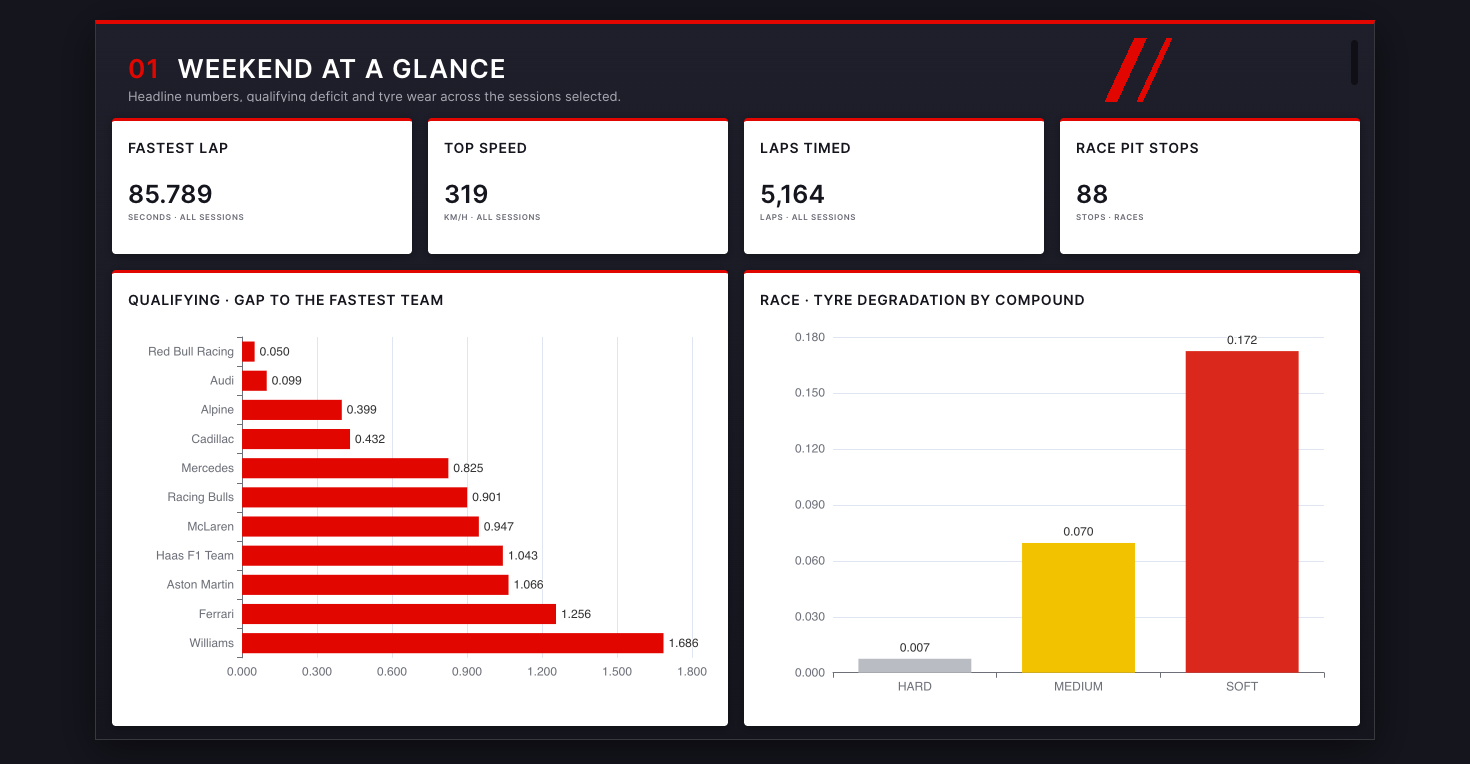 01 WEEKEND AT A GLANCE
Headline numbers, qualifying deficit and tyre wear across the sessions selected.
FASTEST LAP
85.789
SECONDS · ALL SESSIONS
TOP SPEED
319
KM/H · ALL SESSIONS
LAPS TIMED
5,164
LAPS · ALL SESSIONS
RACE PIT STOPS
88
STOPS · RACES
QUALIFYING · GAP TO THE FASTEST TEAM
Red Bull Racing 0.050
Audi 0.099
Alpine 0.399
Cadillac 0.432
Mercedes 0.825
Racing Bulls 0.901
McLaren 0.947
Haas F1 Team 1.043
Aston Martin 1.066
Ferrari 1.256
Williams 1.686
0.000 0.300 0.600 0.900 1.200 1.500 1.800
RACE · TYRE DEGRADATION BY COMPOUND
0.180
0.172
0.150
0.120
0.090
0.070
0.060
0.030
0.007
0.000
HARD MEDIUM SOFT